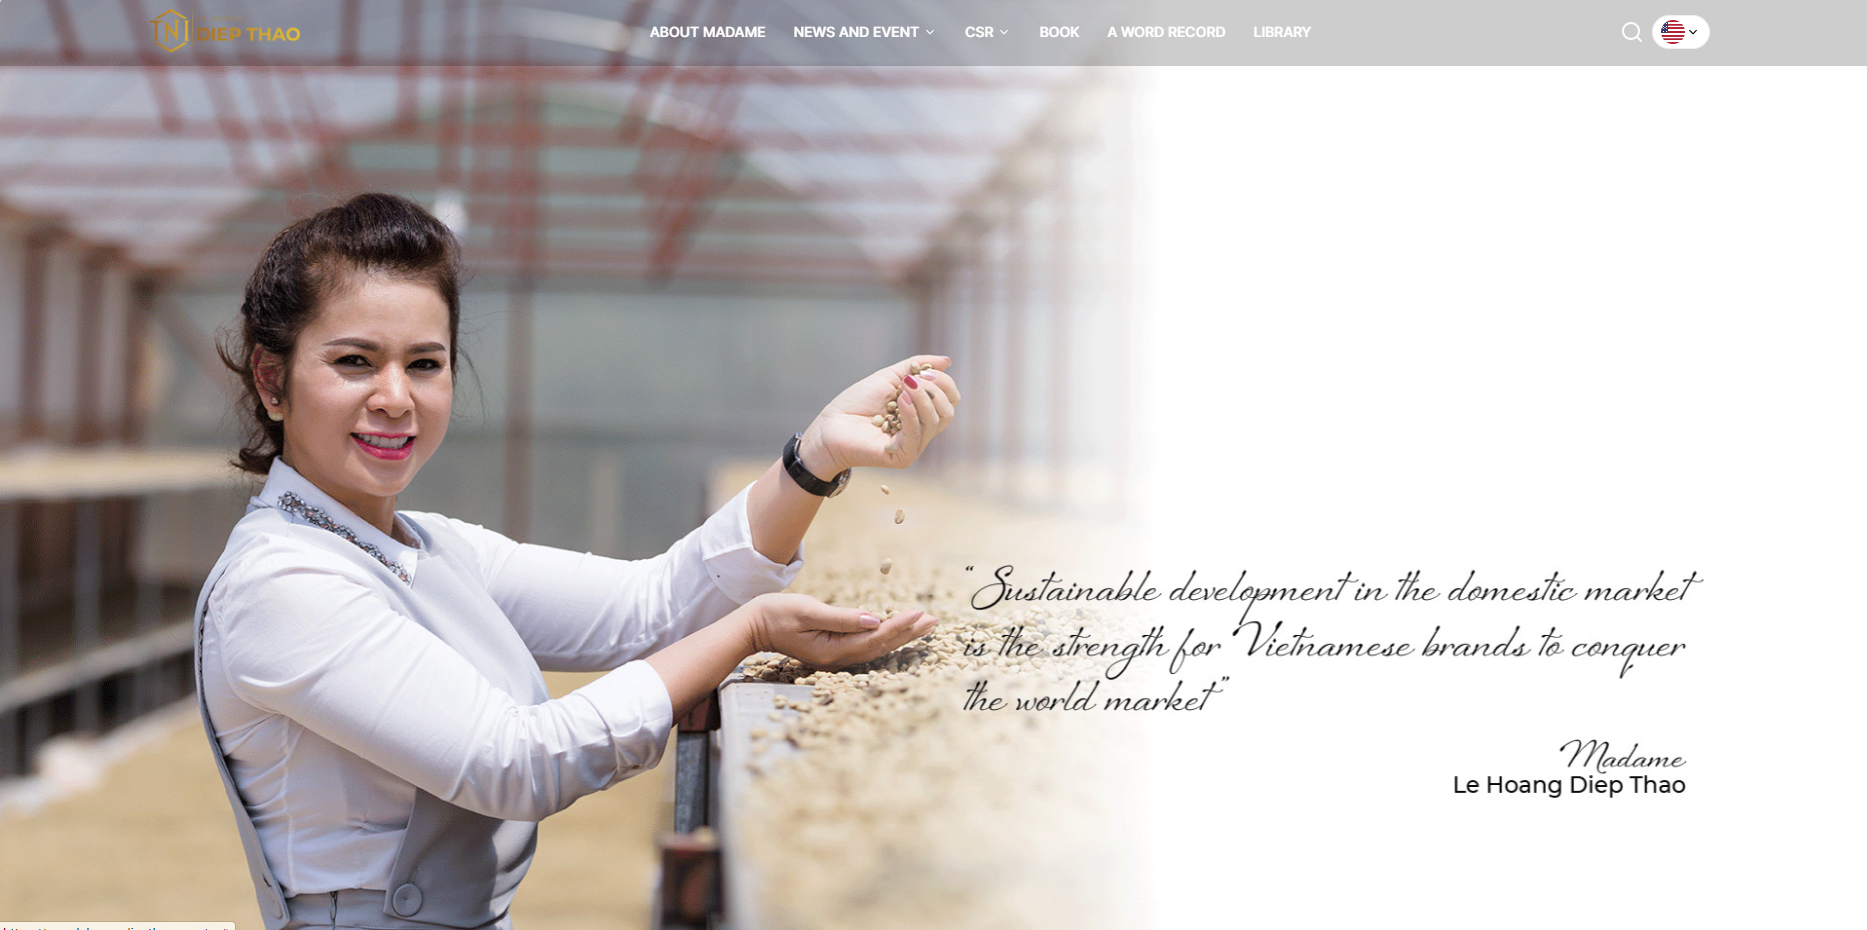 DIEP THAO
ABOUT MADAME
NEWS AND EVENT
CSR
BOOK
A WORD RECORD
LIBRARY
“Sustainable development in the domestic market
is the strength for Vietnamese brands to conquer
the world market”
Madame
Le Hoang Diep Thao